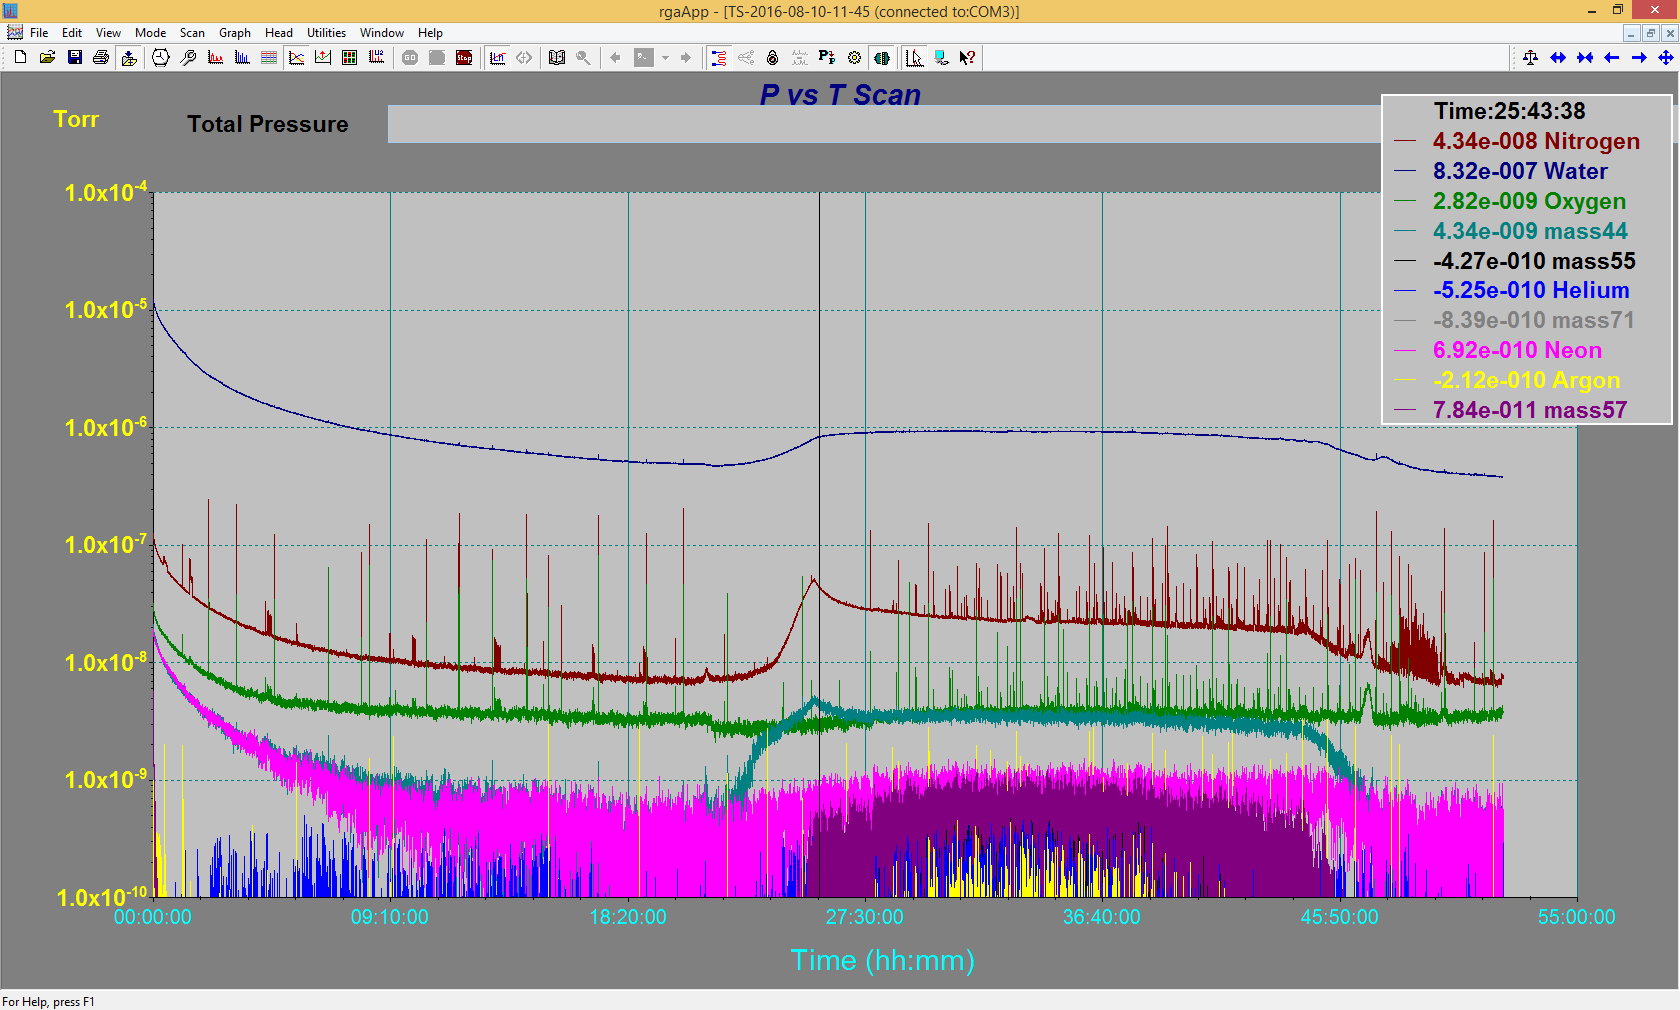 rgaApp - [TS-2016-08-10-11-45 (connected to:COM3)]
File Edit View Mode Scan Graph Head Utilities Window Help
P vs T Scan
Torr
Total Pressure
Time:25:43:38
4.34e-008 Nitrogen
8.32e-007 Water
2.82e-009 Oxygen
4.34e-009 mass44
-4.27e-010 mass55
-5.25e-010 Helium
-8.39e-010 mass71
6.92e-010 Neon
-2.12e-010 Argon
7.84e-011 mass57
1.0x10-4
1.0x10-5
1.0x10-6
1.0x10-7
1.0x10-8
1.0x10-9
1.0x10-10
00:00:00 09:10:00 18:20:00 27:30:00 36:40:00 45:50:00 55:00:00
Time (hh:mm)
For Help, press F1